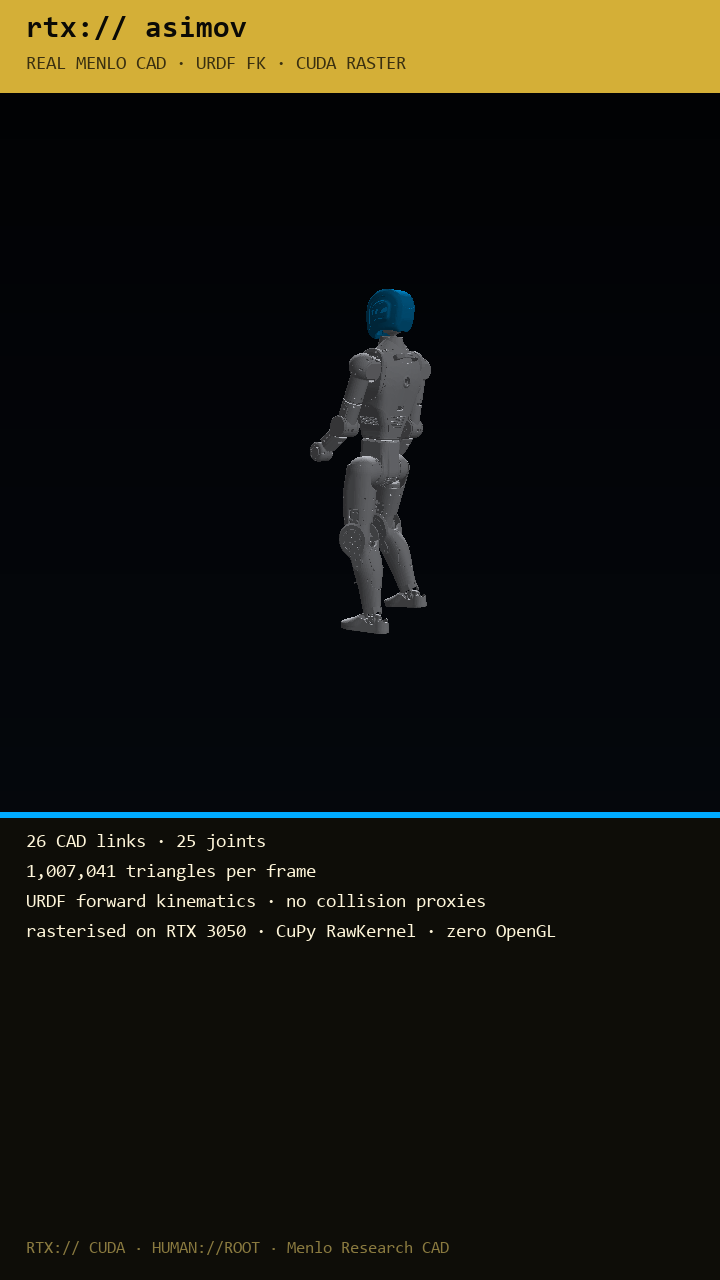 rtx:// asimov
REAL MENLO CAD · URDF FK · CUDA RASTER
26 CAD links · 25 joints
1,007,041 triangles per frame
URDF forward kinematics · no collision proxies
rasterised on RTX 3050 · CuPy RawKernel · zero OpenGL
RTX:// CUDA · HUMAN://ROOT · Menlo Research CAD